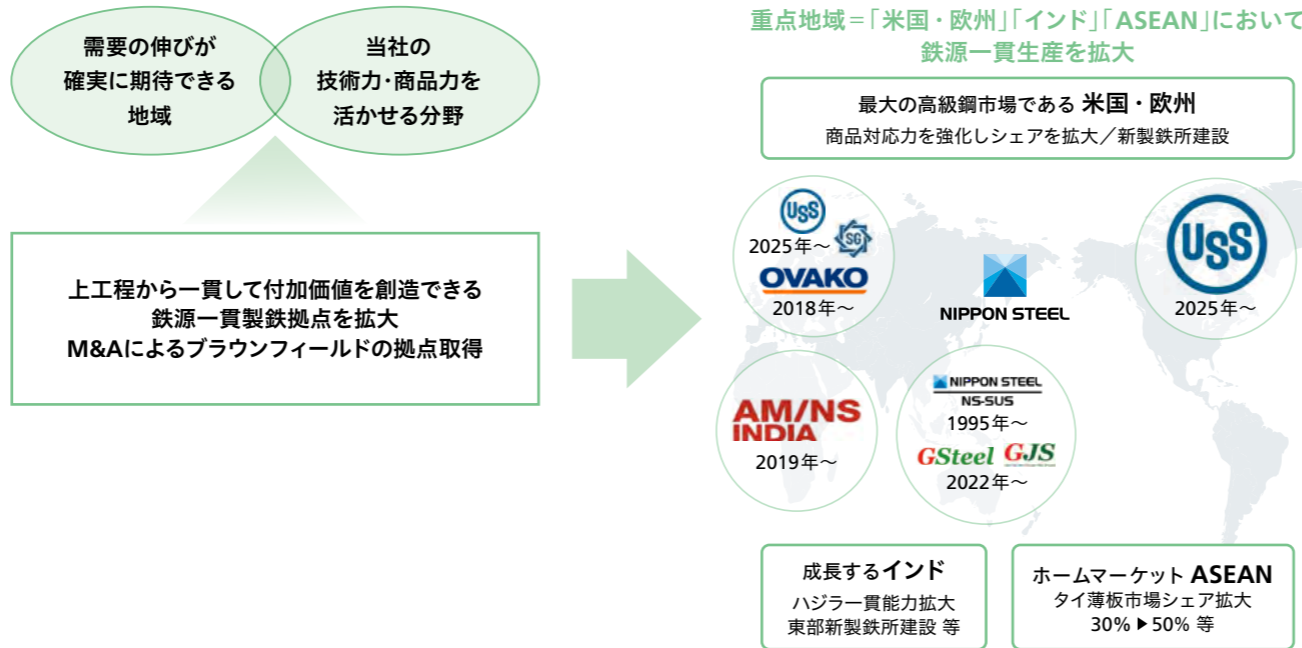 需要の伸びが
確実に期待できる
地域
当社の
技術力・商品力を
活かせる分野
上工程から一貫して付加価値を創造できる
鉄源一貫製鉄拠点を拡大
M&Aによるブラウンフィールドの拠点取得
重点地域=「米国・欧州」「インド」「ASEAN」において
鉄源一貫生産を拡大
最大の高級鋼市場である 米国・欧州
商品対応力を強化しシェアを拡大/新製鉄所建設
USS
2025年~
SG
OVAKO
2018年~
NIPPON STEEL
USS
2025年~
AM/NS
INDIA
2019年~
NIPPON STEEL
NS-SUS
1995年~
GSteel GJS
2022年~
成長するインド
ハジラ一貫能力拡大
東部新製鉄所建設 等
ホームマーケット ASEAN
タイ薄板市場シェア拡大
30%▶50% 等